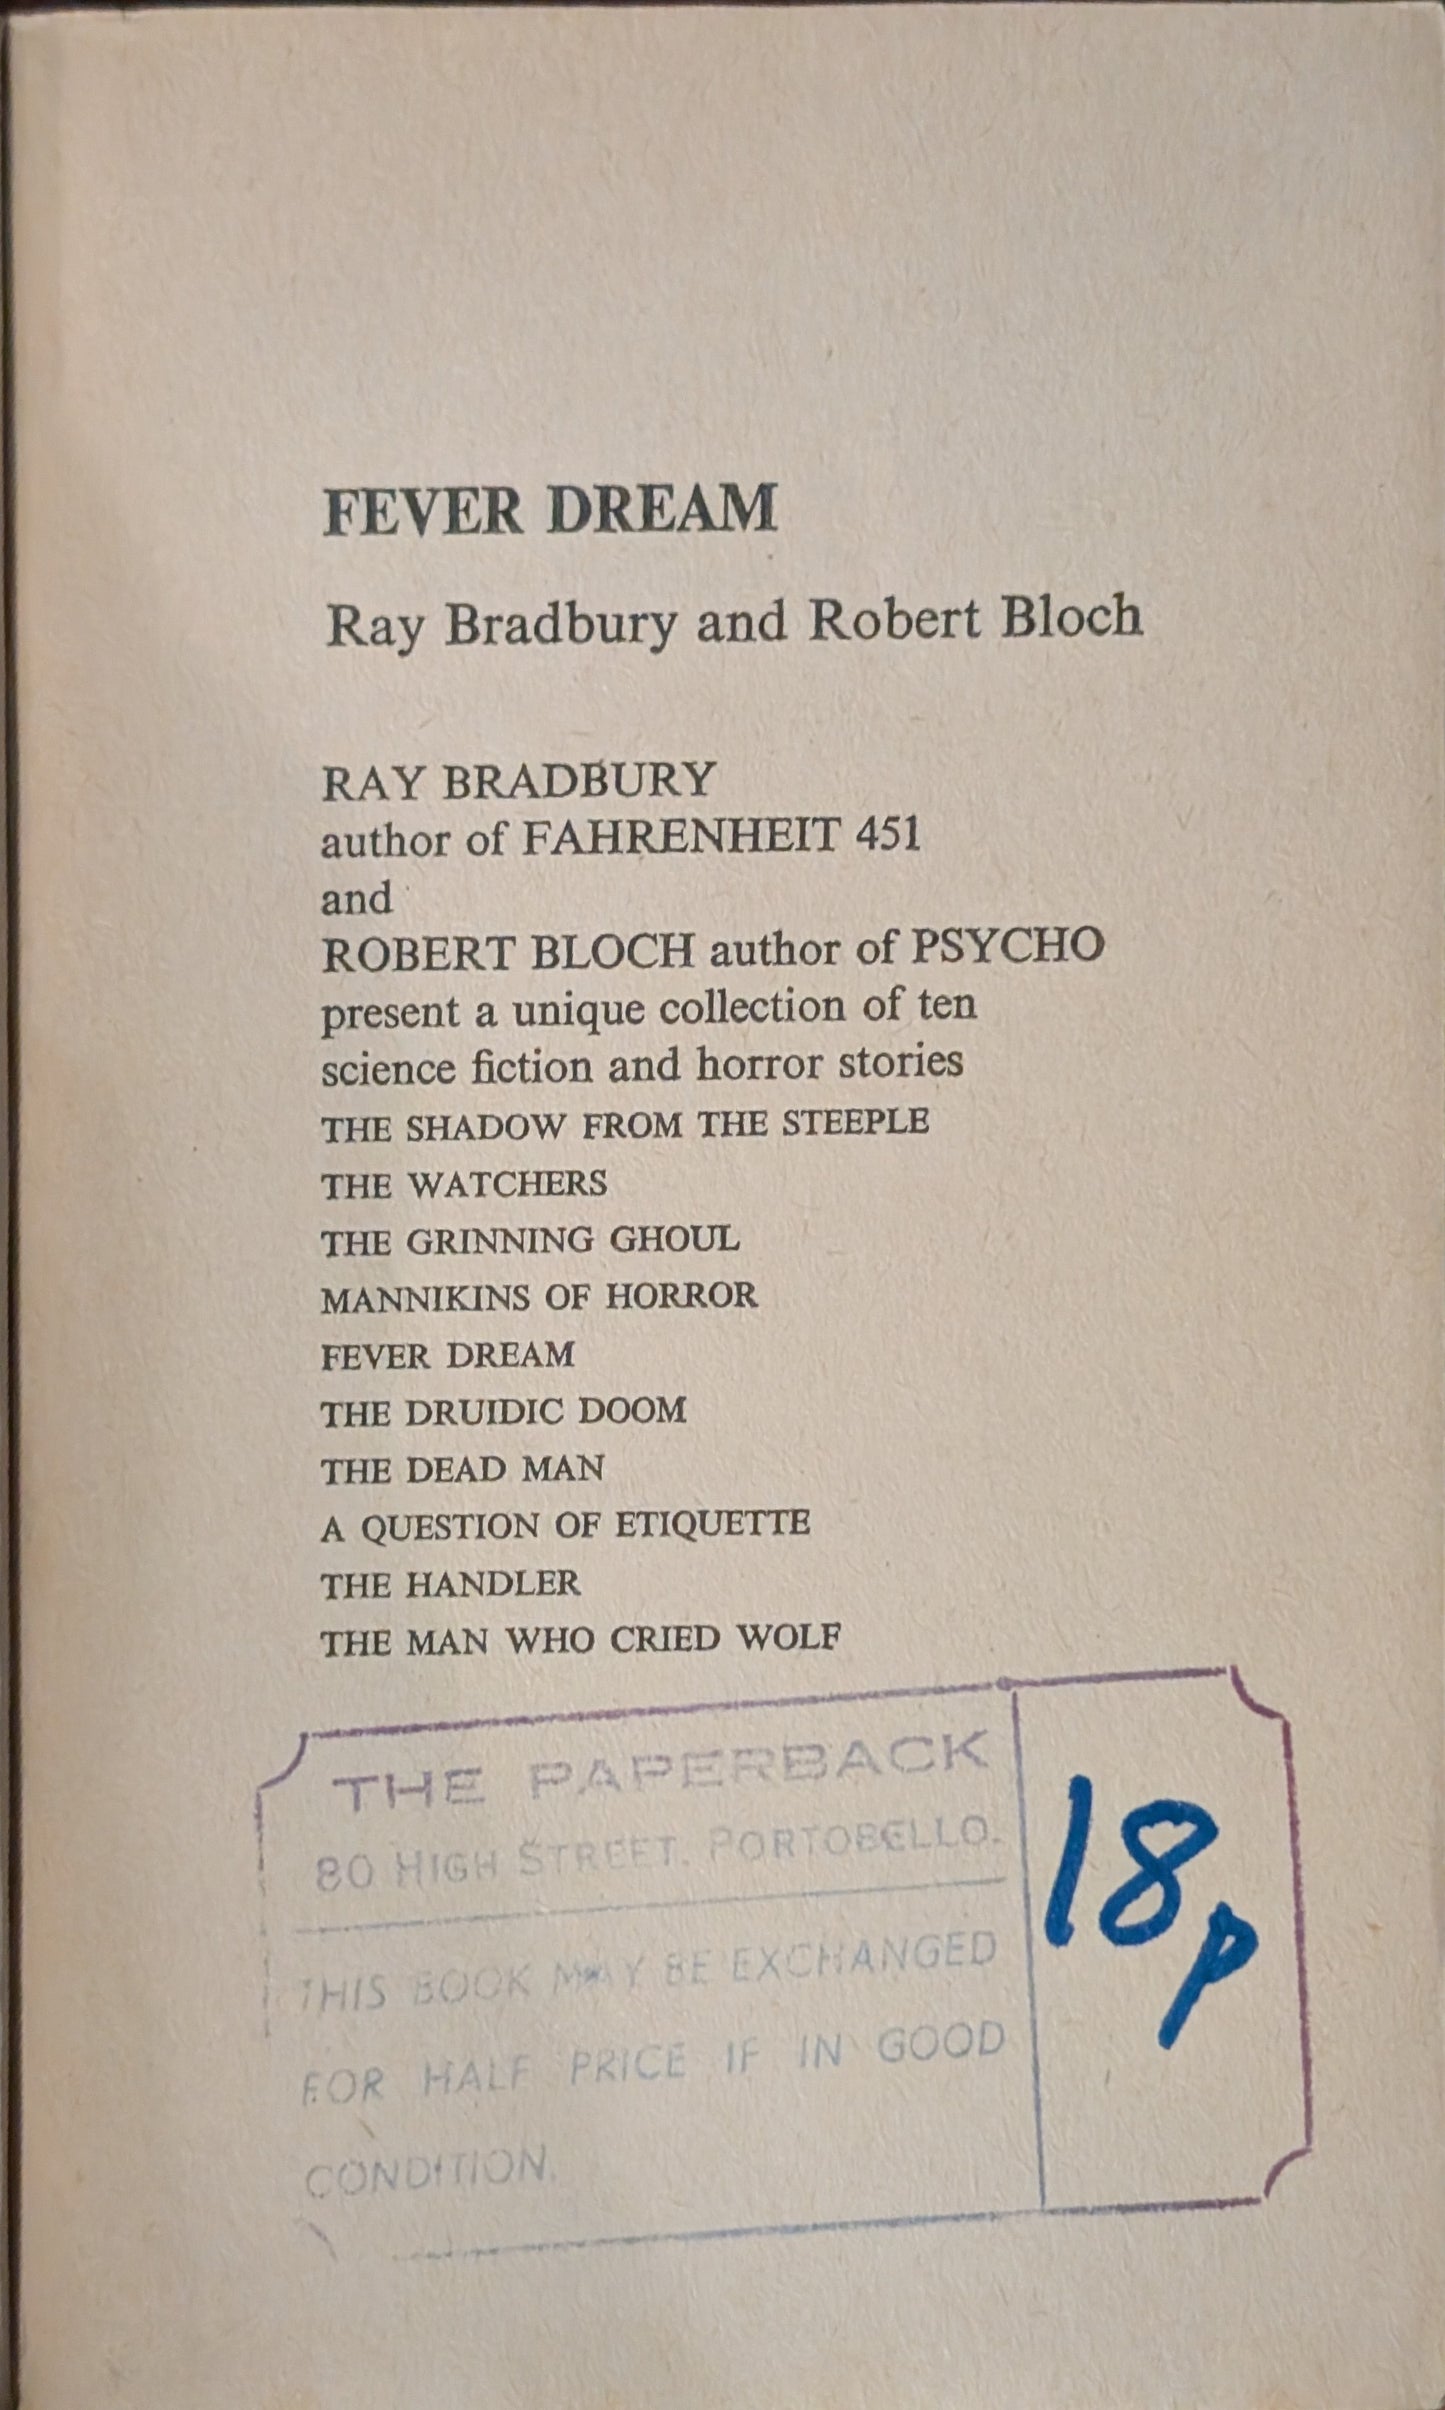 FEVER DREAM
Ray Bradbury and Robert Bloch
RAY BRADBURY
author of FAHRENHEIT 451
and
ROBERT BLOCH author of PSYCHO
present a unique collection of ten
science fiction and horror stories
THE SHADOW FROM THE STEEPLE
THE WATCHERS
THE GRINNING GHOUL
MANNIKINS OF HORROR
FEVER DREAM
THE DRUIDIC DOOM
THE DEAD MAN
A QUESTION OF ETIQUETTE
THE HANDLER
THE MAN WHO CRIED WOLF
THE PAPERBACK
80 HIGH STREET. PORTOBELLO.
THIS BOOK MAY BE EXCHANGED
FOR HALF PRICE IF IN GOOD
CONDITION.
18p